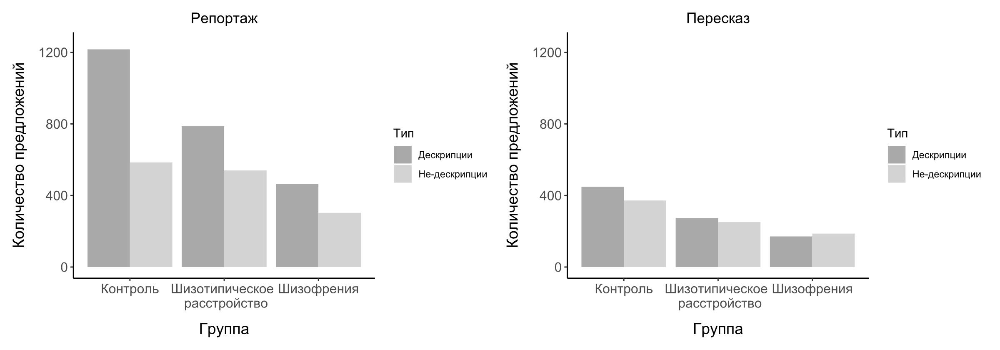 Репортаж
Количество предложений
1200
800
400
0
Контроль
Шизотипическое
расстройство
Шизофрения
Группа
Тип
Дескрипции
Не-дескрипции
Пересказ
Количество предложений
1200
800
400
0
Контроль
Шизотипическое
расстройство
Шизофрения
Группа
Тип
Дескрипции
Не-дескрипции